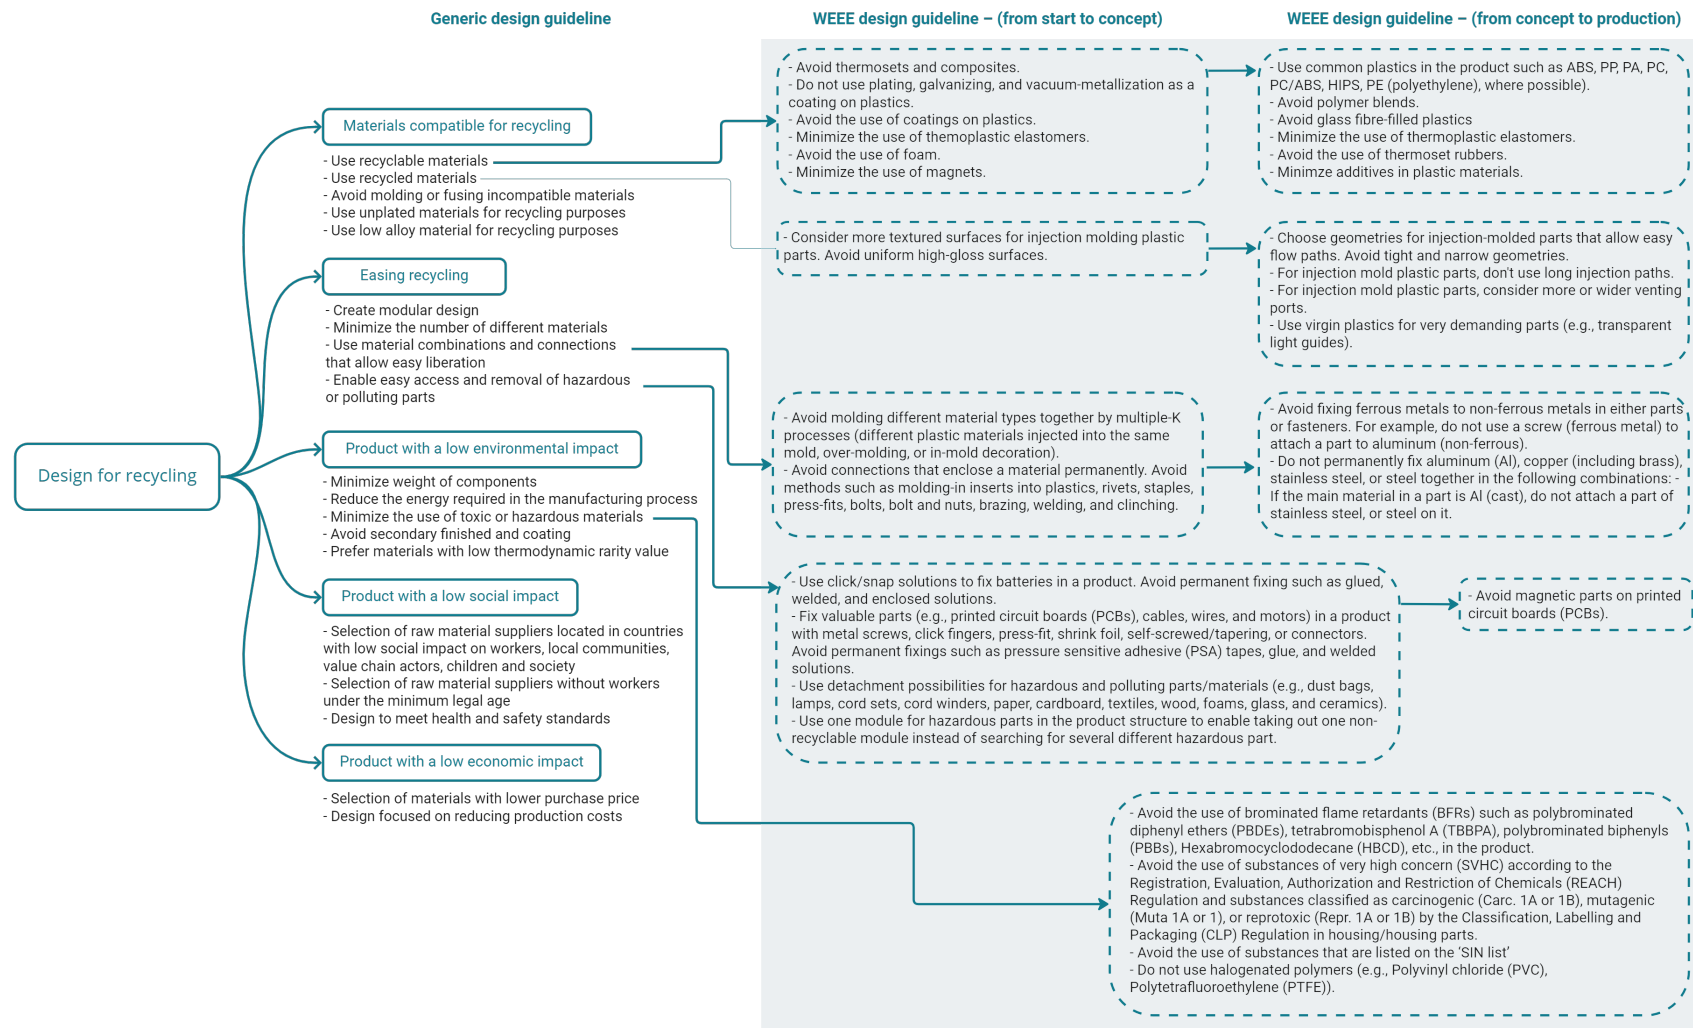 Generic design guideline
WEEE design guideline – (from start to concept)
WEEE design guideline – (from concept to production)
Design for recycling
Materials compatible for recycling
- Use recyclable materials
- Use recycled materials
- Avoid molding or fusing incompatible materials
- Use unplated materials for recycling purposes
- Use low alloy material for recycling purposes
Easing recycling
- Create modular design
- Minimize the number of different materials
- Use material combinations and connections
that allow easy liberation
- Enable easy access and removal of hazardous
or polluting parts
Product with a low environmental impact
- Minimize weight of components
- Reduce the energy required in the manufacturing process
- Minimize the use of toxic or hazardous materials
- Avoid secondary finished and coating
- Prefer materials with low thermodynamic rarity value
Product with a low social impact
- Selection of raw material suppliers located in countries
with low social impact on workers, local communities,
value chain actors, children and society
- Selection of raw material suppliers without workers
under the minimum legal age
- Design to meet health and safety standards
Product with a low economic impact
- Selection of materials with lower purchase price
- Design focused on reducing production costs
- Avoid thermosets and composites.
- Do not use plating, galvanizing, and vacuum-metallization as a
coating on plastics.
- Avoid the use of coatings on plastics.
- Minimize the use of themoplastic elastomers.
- Avoid the use of foam.
- Minimize the use of magnets.
- Use common plastics in the product such as ABS, PP, PA, PC,
PC/ABS, HIPS, PE (polyethylene), where possible).
- Avoid polymer blends.
- Avoid glass fibre-filled plastics
- Minimize the use of thermoplastic elastomers.
- Avoid the use of thermoset rubbers.
- Minimze additives in plastic materials.
- Consider more textured surfaces for injection molding plastic
parts. Avoid uniform high-gloss surfaces.
- Choose geometries for injection-molded parts that allow easy
flow paths. Avoid tight and narrow geometries.
- For injection mold plastic parts, don't use long injection paths.
- For injection mold plastic parts, consider more or wider venting
ports.
- Use virgin plastics for very demanding parts (e.g., transparent
light guides).
- Avoid molding different material types together by multiple-K
processes (different plastic materials injected into the same
mold, over-molding, or in-mold decoration).
- Avoid connections that enclose a material permanently. Avoid
methods such as molding-in inserts into plastics, rivets, staples,
press-fits, bolts, bolt and nuts, brazing, welding, and clinching.
- Avoid fixing ferrous metals to non-ferrous metals in either parts
or fasteners. For example, do not use a screw (ferrous metal) to
attach a part to aluminum (non-ferrous).
- Do not permanently fix aluminum (Al), copper (including brass),
stainless steel, or steel together in the following combinations: -
If the main material in a part is Al (cast), do not attach a part of
stainless steel, or steel on it.
- Use click/snap solutions to fix batteries in a product. Avoid permanent fixing such as glued,
welded, and enclosed solutions.
- Fix valuable parts (e.g., printed circuit boards (PCBs), cables, wires, and motors) in a product
with metal screws, click fingers, press-fit, shrink foil, self-screwed/tapering, or connectors.
Avoid permanent fixings such as pressure sensitive adhesive (PSA) tapes, glue, and welded
solutions.
- Use detachment possibilities for hazardous and polluting parts/materials (e.g., dust bags,
lamps, cord sets, cord winders, paper, cardboard, textiles, wood, foams, glass, and ceramics).
- Use one module for hazardous parts in the product structure to enable taking out one non-
recyclable module instead of searching for several different hazardous part.
- Avoid magnetic parts on printed
circuit boards (PCBs).
- Avoid the use of brominated flame retardants (BFRs) such as polybrominated
diphenyl ethers (PBDEs), tetrabromobisphenol A (TBBPA), polybrominated biphenyls
(PBBs), Hexabromocyclododecane (HBCD), etc., in the product.
- Avoid the use of substances of very high concern (SVHC) according to the
Registration, Evaluation, Authorization and Restriction of Chemicals (REACH)
Regulation and substances classified as carcinogenic (Carc. 1A or 1B), mutagenic
(Muta 1A or 1), or reprotoxic (Repr. 1A or 1B) by the Classification, Labelling and
Packaging (CLP) Regulation in housing/housing parts.
- Avoid the use of substances that are listed on the ‘SIN list’
- Do not use halogenated polymers (e.g., Polyvinyl chloride (PVC),
Polytetrafluoroethylene (PTFE)).